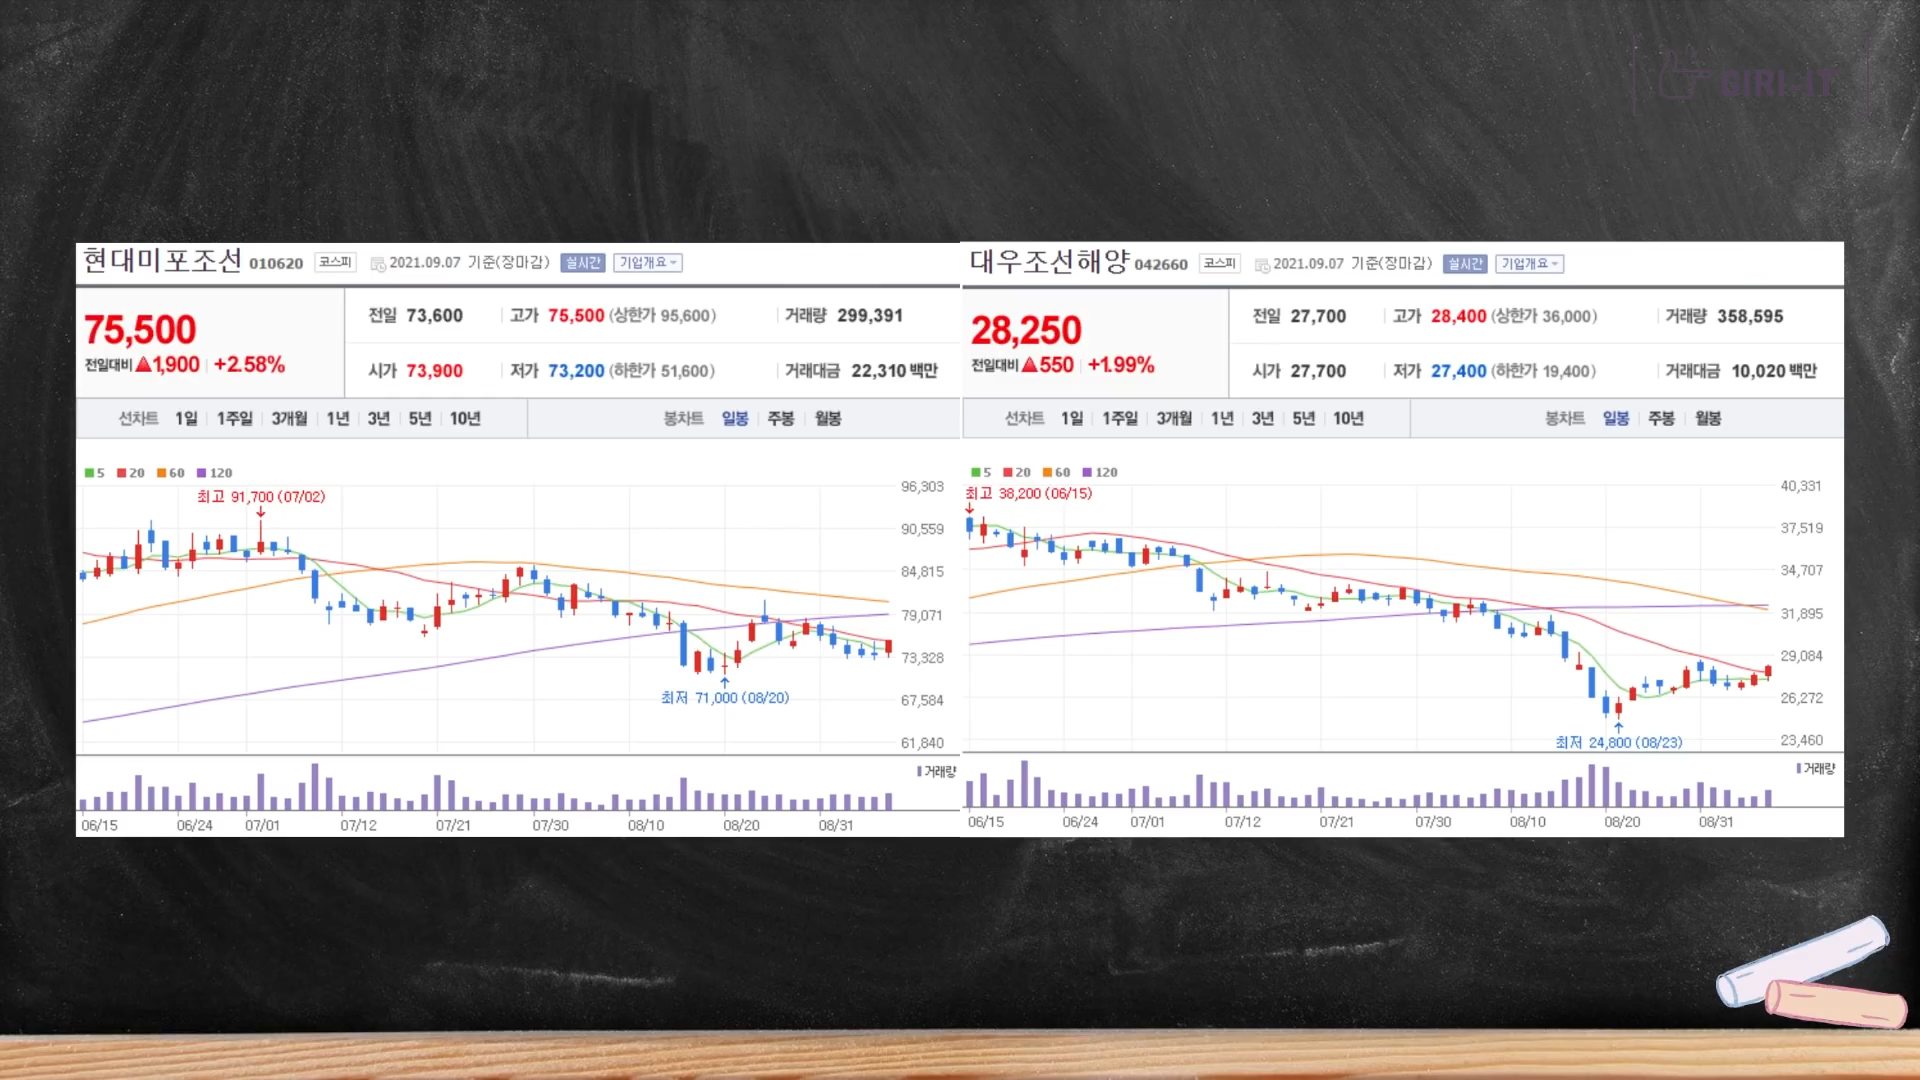 GIRI-IT
현대미포조선 010620 코스피 2021.09.07 기준(장마감) 실시간 기업개요
75,500
전일대비 ▲1,900 +2.58%
전일 73,600 고가 75,500 (상한가 95,600) 거래량 299,391
시가 73,900 저가 73,200 (하한가 51,600) 거래대금 22,310 백만
선차트 1일 1주일 3개월 1년 3년 5년 10년 봉차트 일봉 주봉 월봉
5 20 60 120
최고 91,700 (07/02)
96,303
90,559
84,815
79,071
73,328
67,584
61,840
최저 71,000 (08/20)
거래량
06/15 06/24 07/01 07/12 07/21 07/30 08/10 08/20 08/31
대우조선해양 042660 코스피 2021.09.07 기준(장마감) 실시간 기업개요
28,250
전일대비 ▲550 +1.99%
전일 27,700 고가 28,400 (상한가 36,000) 거래량 358,595
시가 27,700 저가 27,400 (하한가 19,400) 거래대금 10,020 백만
선차트 1일 1주일 3개월 1년 3년 5년 10년 봉차트 일봉 주봉 월봉
5 20 60 120
최고 38,200 (06/15)
40,331
37,519
34,707
31,895
29,084
26,272
23,460
최저 24,800 (08/23)
거래량
06/15 06/24 07/01 07/12 07/21 07/30 08/10 08/20 08/31